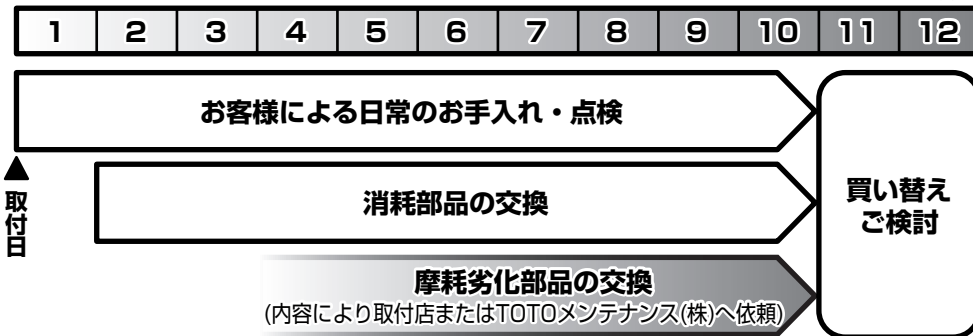 1 2 3 4 5 6 7 8 9 10 11 12
お客様による日常のお手入れ・点検
取付日
消耗部品の交換
買い替え
ご検討
摩耗劣化部品の交換
(内容により取付店またはTOTOメンテナンス(株)へ依頼)